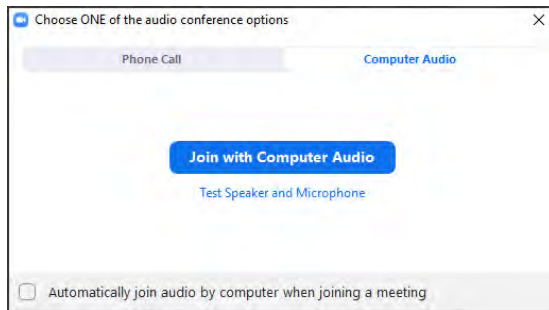 Choose ONE of the audio conference options
Phone Call
Computer Audio
Join with Computer Audio
Test Speaker and Microphone
Automatically join audio by computer when joining a meeting